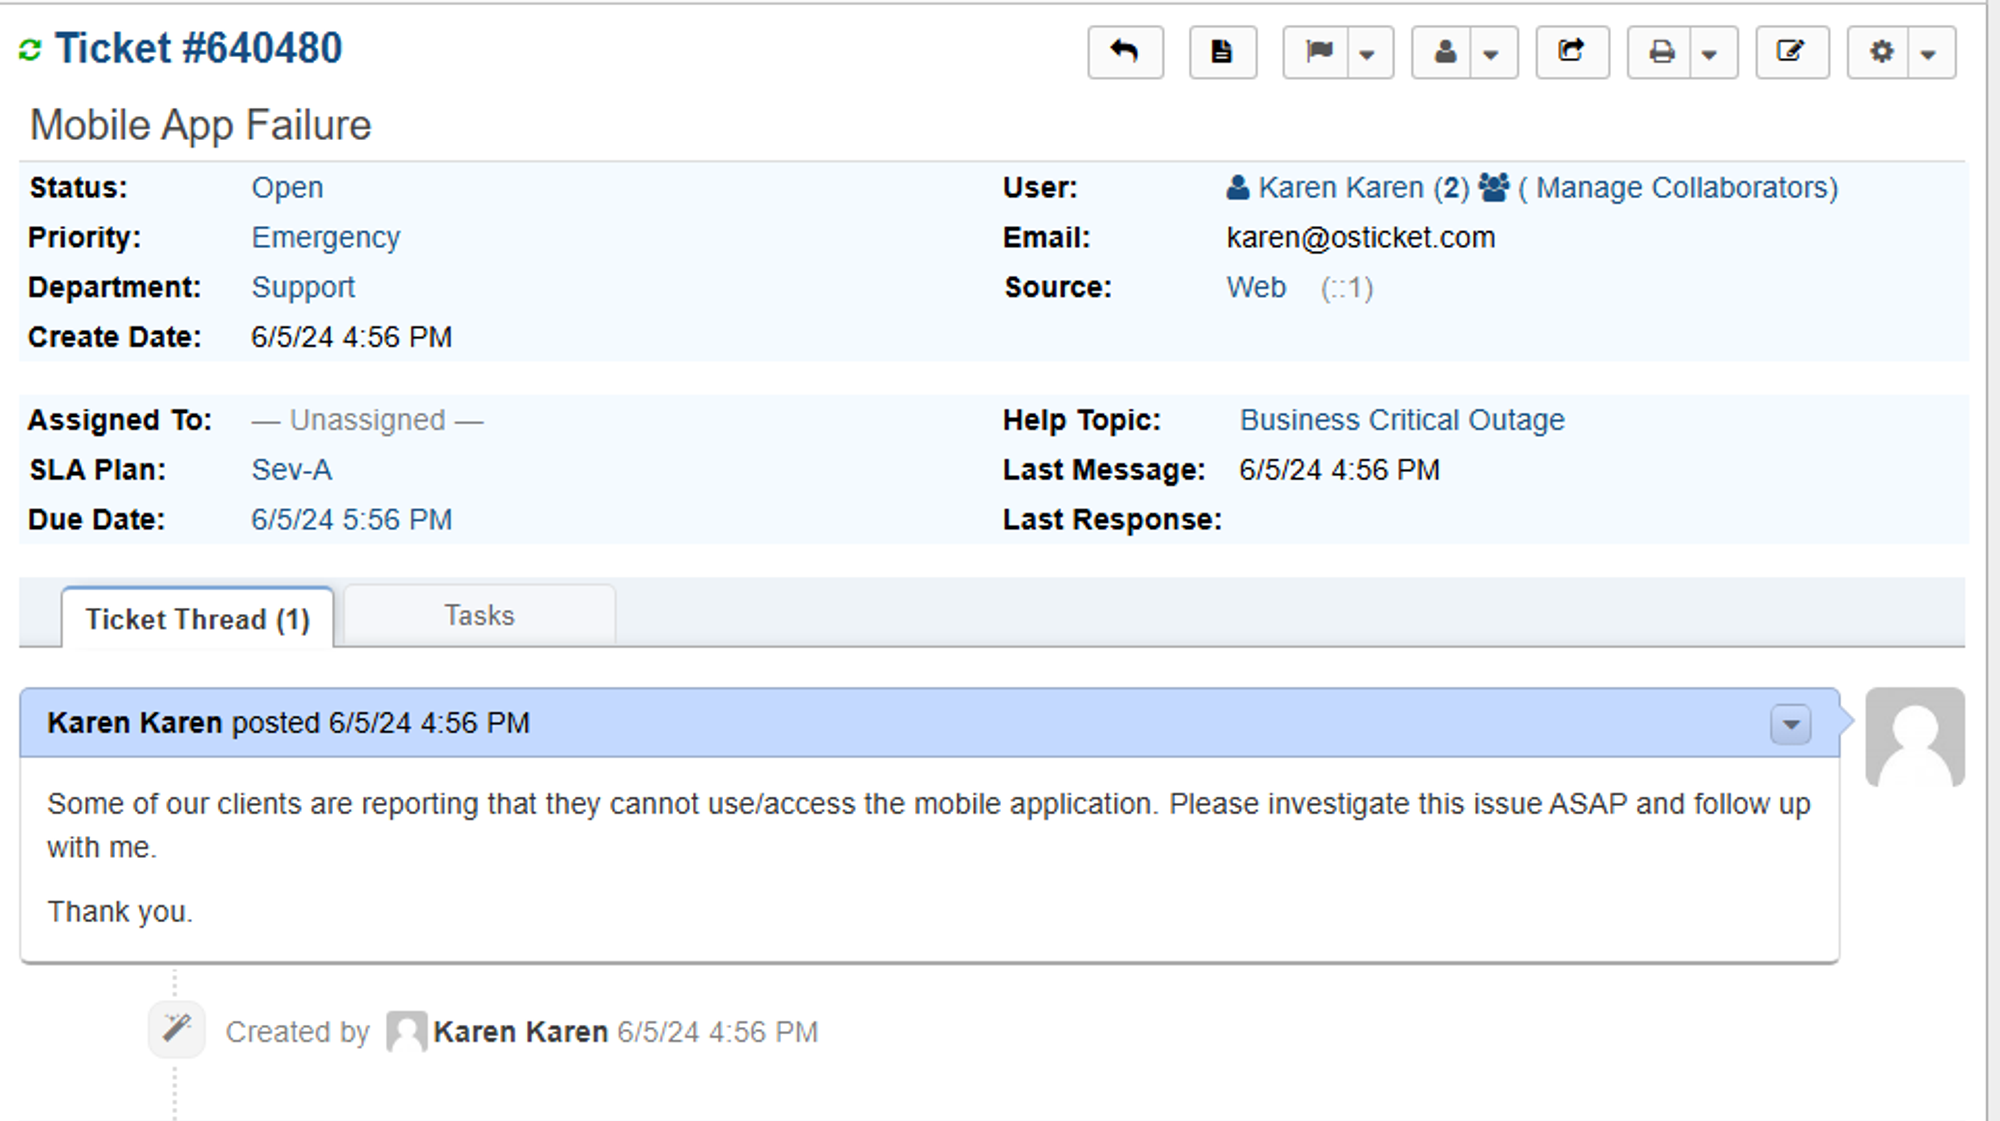 Ticket #640480
Mobile App Failure
Status: Open
Priority: Emergency
Department: Support
Create Date: 6/5/24 4:56 PM
User: Karen Karen (2) ( Manage Collaborators)
Email: karen@osticket.com
Source: Web (::1)
Assigned To: — Unassigned —
SLA Plan: Sev-A
Due Date: 6/5/24 5:56 PM
Help Topic: Business Critical Outage
Last Message: 6/5/24 4:56 PM
Last Response:
Ticket Thread (1) Tasks
Karen Karen posted 6/5/24 4:56 PM
Some of our clients are reporting that they cannot use/access the mobile application. Please investigate this issue ASAP and follow up
with me.
Thank you.
Created by Karen Karen 6/5/24 4:56 PM